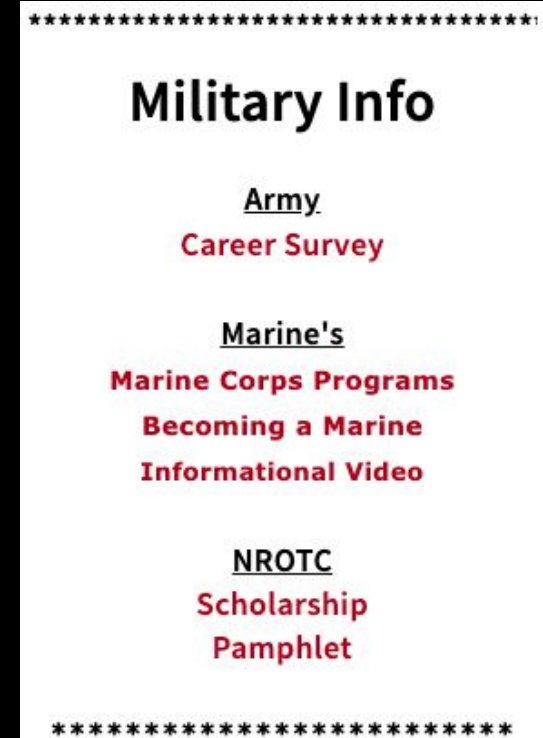 **********************************
Military Info
Army
Career Survey
Marine's
Marine Corps Programs
Becoming a Marine
Informational Video
NROTC
Scholarship
Pamphlet
*************************